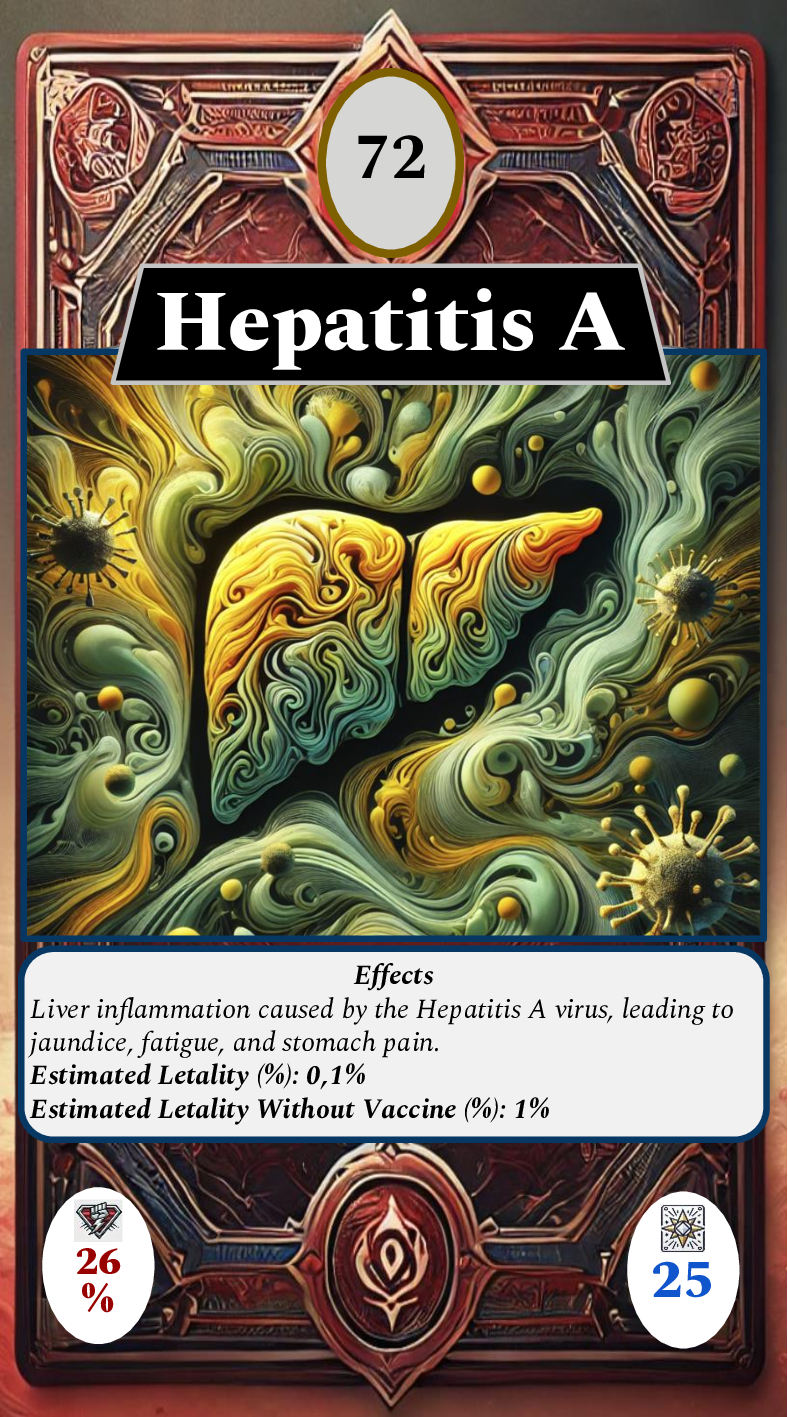 72
Hepatitis A
Effects
Liver inflammation caused by the Hepatitis A virus, leading to
jaundice, fatigue, and stomach pain.
Estimated Letality (%): 0,1%
Estimated Letality Without Vaccine (%): 1%
26
%
25